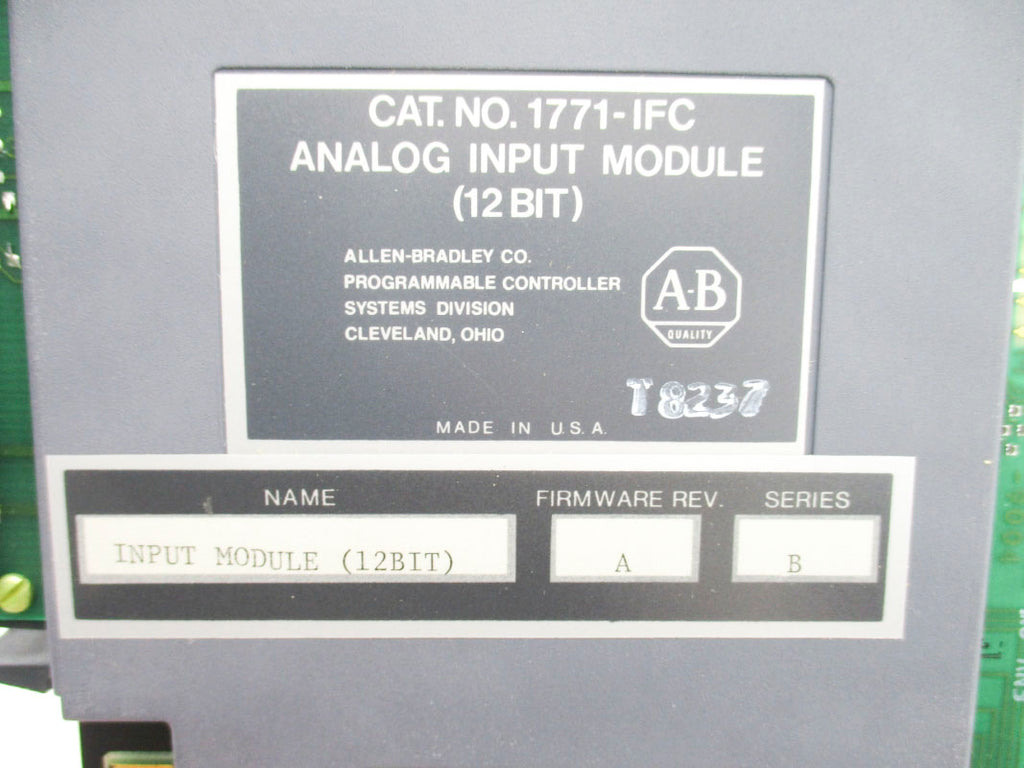 CAT. NO. 1771-IFC
ANALOG INPUT MODULE
(12 BIT)
ALLEN-BRADLEY CO.
PROGRAMMABLE CONTROLLER
SYSTEMS DIVISION
CLEVELAND, OHIO
A-B
QUALITY
T8237
MADE IN U.S.A.
NAME
FIRMWARE REV.
SERIES
INPUT MODULE (12BIT)
A
B